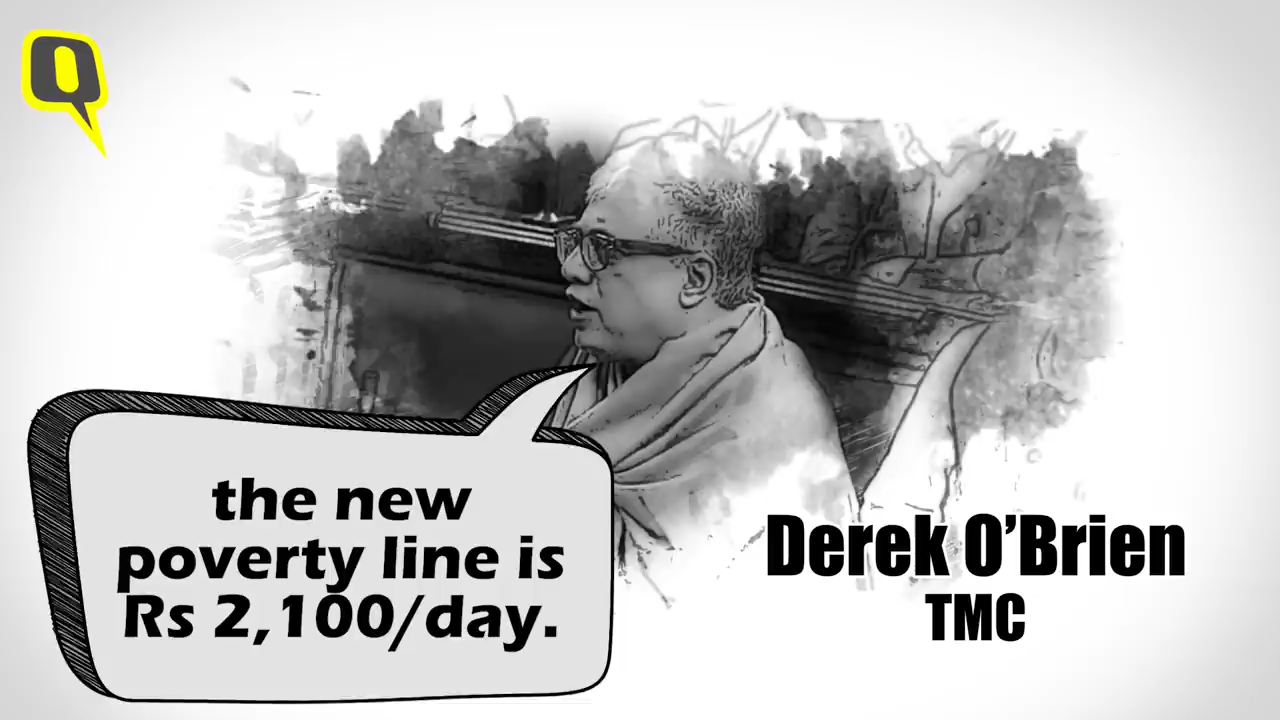 Q
the new
poverty line is
Rs 2,100/day.
Derek O’Brien
TMC